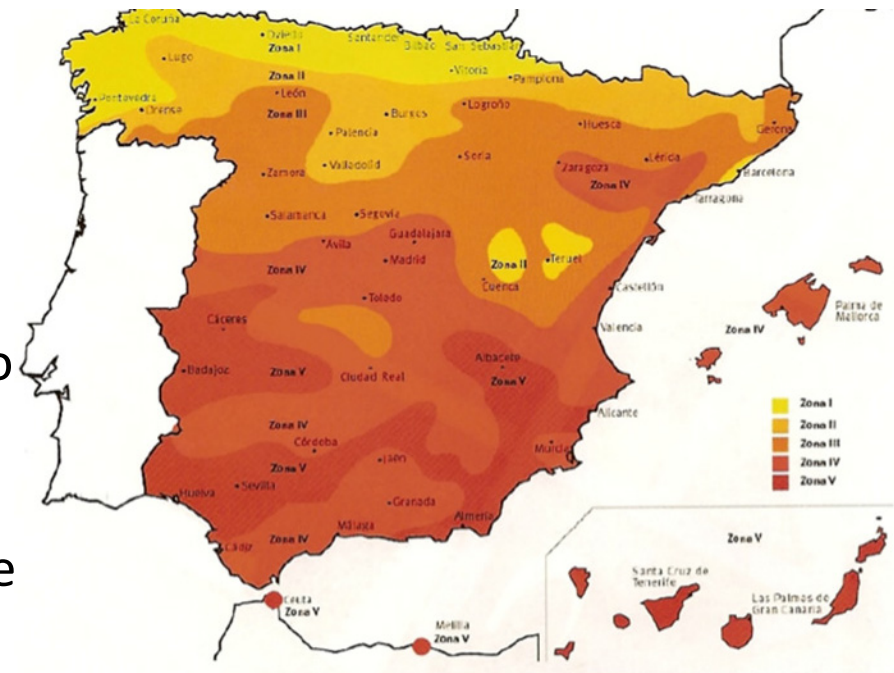 La Coruña
Oviedo
Santander
Bilbao
San Sebastian
Zona I
Lugo
Vitoria
Pamplona
Zona II
León
Pontevedra
Orense
Logroño
Burgos
Zona III
Huesca
Gerona
Palencia
Soria
Lérida
Valladolid
Zaragoza
Zamora
Barcelona
Zona IV
Tarragona
Salamanca
Segovia
Guadalajara
Avila
Madrid
Zona II
Teruel
Zona IV
Cuenca
Castellón
Toledo
Palma de
Mallorca
Cáceres
Valencia
Zona IV
Albacete
Badajoz
Zona V
Ciudad Real
Zona V
Alicante
Zona IV
Córdoba
Murcia
Jaén
Zona V
Sevilla
Huelva
Granada
Almería
Málaga
Zona IV
Cádiz
Ceuta
Zona V
Melilla
Zona V
Zona I
Zona II
Zona III
Zona IV
Zona V
Zona V
Santa Cruz de
Tenerife
Las Palmas de
Gran Canaria
o
e